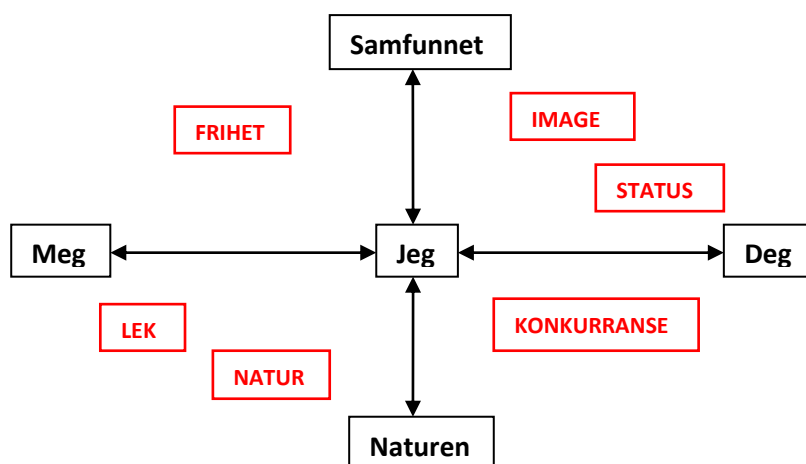 Samfunnet
IMAGE
FRIHET
STATUS
Meg
Jeg
Deg
LEK
KONKURRANSE
NATUR
Naturen